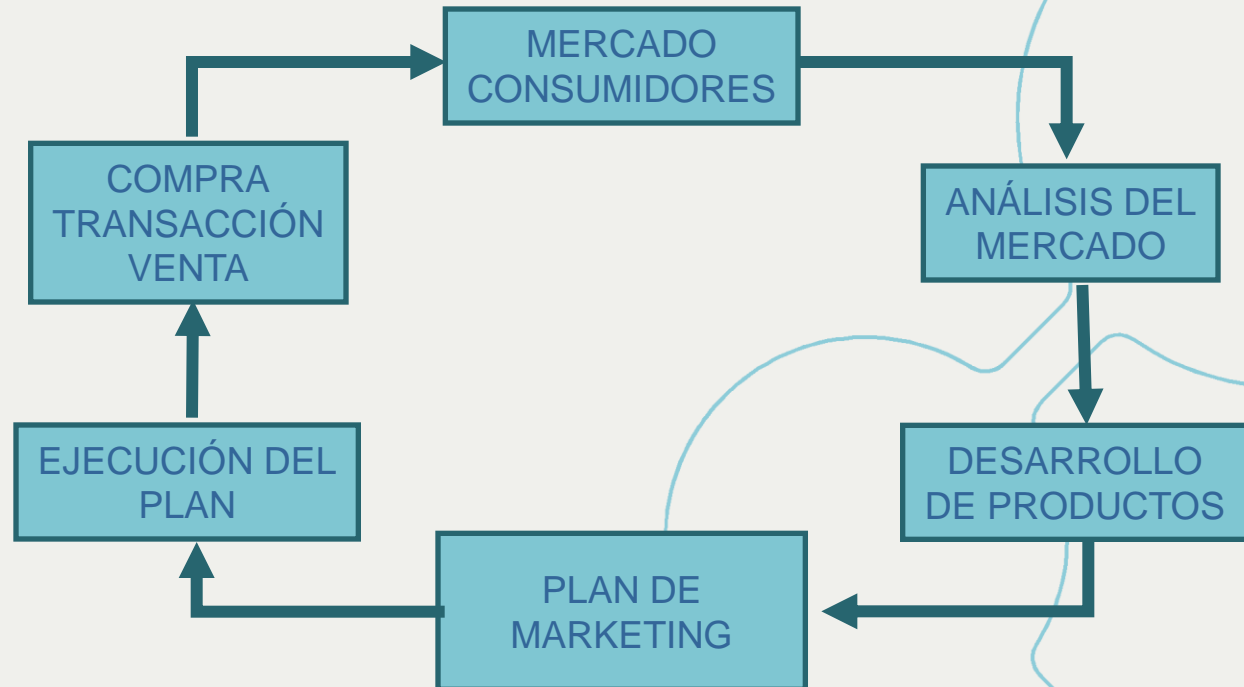 MERCADO
CONSUMIDORES
ANÁLISIS DEL
MERCADO
DESARROLLO
DE PRODUCTOS
PLAN DE
MARKETING
EJECUCIÓN DEL
PLAN
COMPRA
TRANSACCIÓN
VENTA